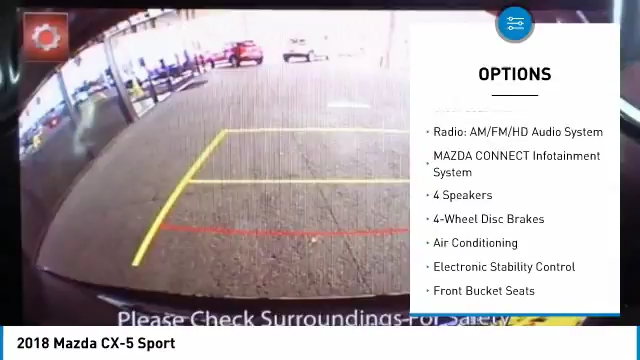 OPTIONS
Radio: AM/FM/HD Audio System
MAZDA CONNECT Infotainment
System
4 Speakers
4-Wheel Disc Brakes
Air Conditioning
Electronic Stability Control
Front Bucket Seats
Please Check Surroundings For Safety
2018 Mazda CX-5 Sport